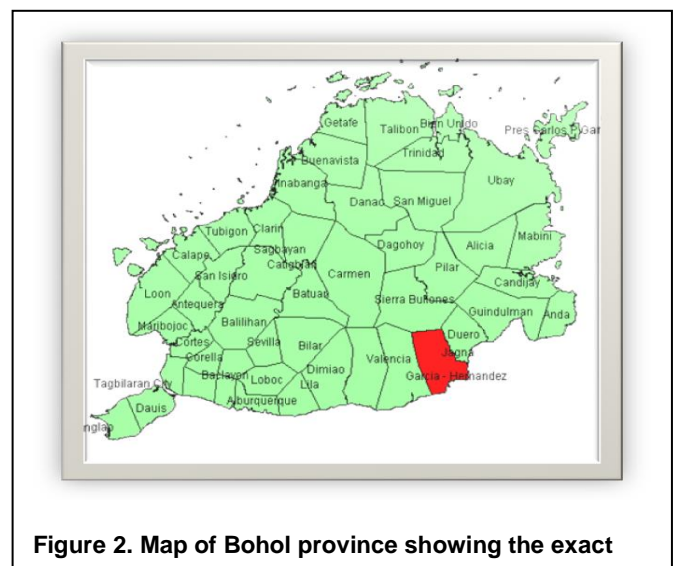 Getafe
Talibon
Bien Unido
Pres Carlos P Gar
Trinidad
Buenavista
Inabanga
Ubay
Danao
San Miguel
Tubigon
Clarin
Mabini
Sagbayan
Dagohoy
Alicia
Calape
Catigbian
Pilar
San Isidro
Carmen
Candijay
Loon
Batuan
Sierra Bullones
Antequera
Guindulman
Anda
Maribojoc
Balilihan
Duero
Cortes
Sevilla
Bilar
Jagna
Corella
Valencia
Baclayon
Loboc
Dimiao
Garcia - Hernandez
Tagbilaran City
Lila
Alburquerque
Dauis
nglao
Figure 2. Map of Bohol province showing the exact